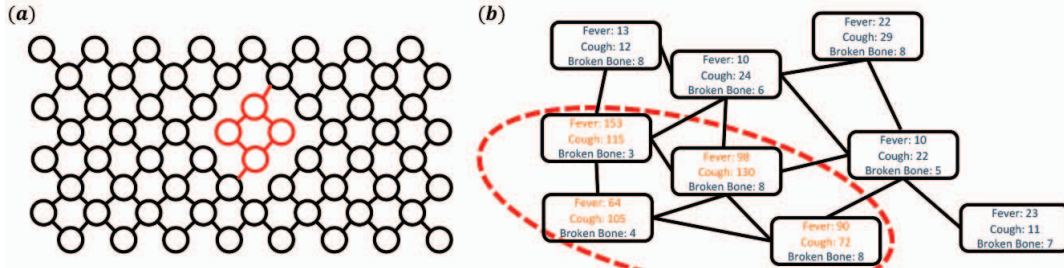 (a)
(b)
Fever: 13
Cough: 12
Broken Bone: 8
Fever: 10
Cough: 24
Broken Bone: 6
Fever: 22
Cough: 29
Broken Bone: 8
Fever: 153
Cough: 115
Broken Bone: 3
Fever: 98
Cough: 130
Broken Bone: 8
Fever: 10
Cough: 22
Broken Bone: 5
Fever: 64
Cough: 105
Broken Bone: 4
Fever: 90
Cough: 72
Broken Bone: 8
Fever: 23
Cough: 11
Broken Bone: 7